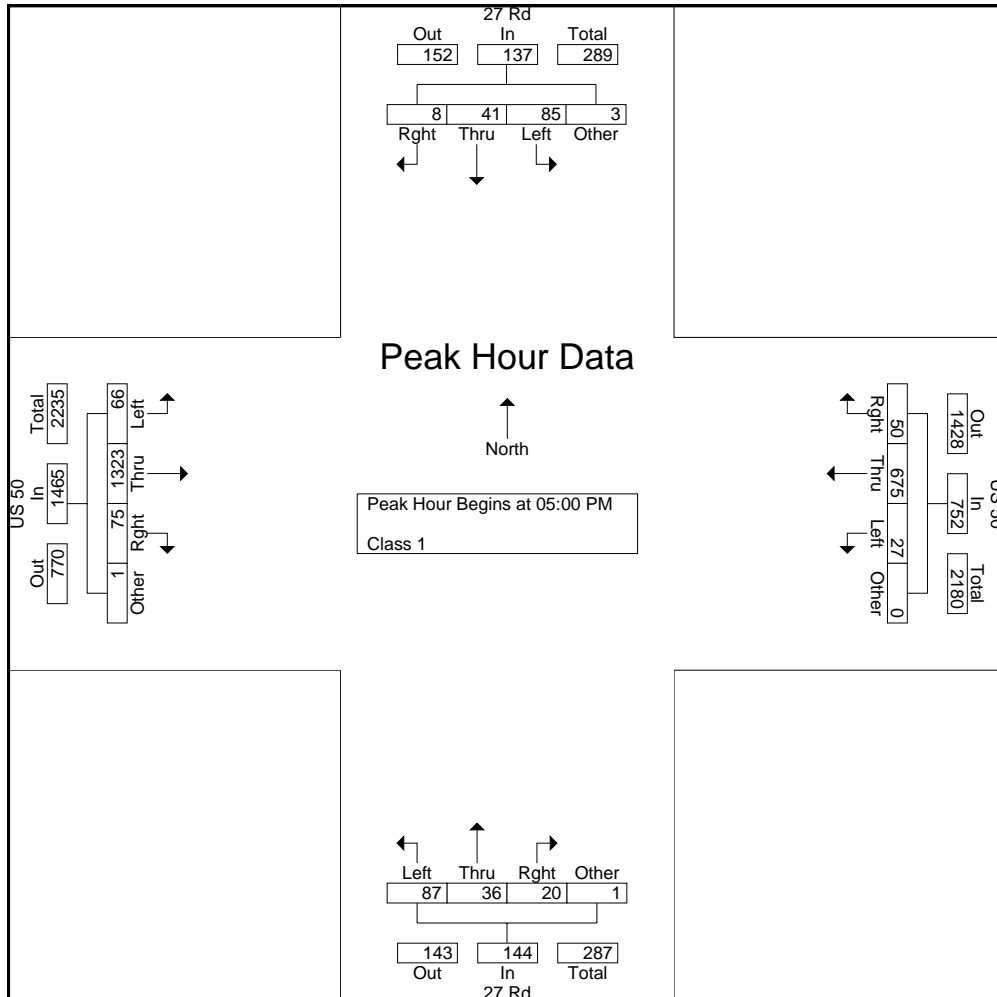 27 Rd
Out In Total
152 137 289
8 41 85 3
Rght Thru Left Other
Peak Hour Data
North
Peak Hour Begins at 05:00 PM
Class 1
US 50
Total In Out
2235 1465 770
66 1323 75 1
Left Thru Rght Other
Out In Total
1428 752 2180
50 675 27 0
Rght Thru Left Other
US 50
Left Thru Rght Other
87 36 20 1
143 144 287
Out In Total
27 Rd